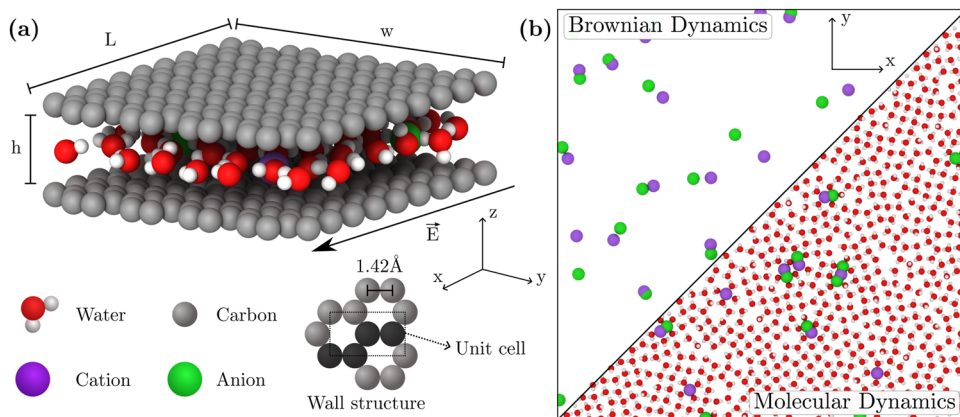 (a)
L
w
h
E
z
x
y
1.42Å
Water
Carbon
Unit cell
Cation
Anion
Wall structure
(b)
Brownian Dynamics
y
x
Molecular Dynamics